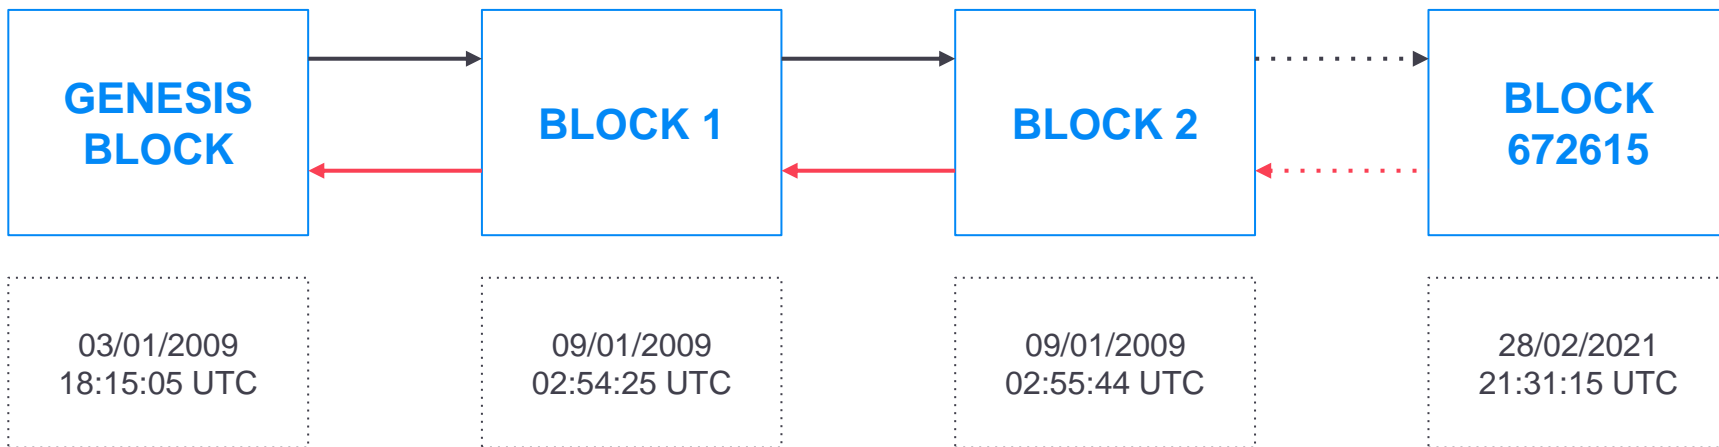 GENESIS
BLOCK
BLOCK 1
BLOCK 2
BLOCK
672615
03/01/2009
18:15:05 UTC
09/01/2009
02:54:25 UTC
09/01/2009
02:55:44 UTC
28/02/2021
21:31:15 UTC